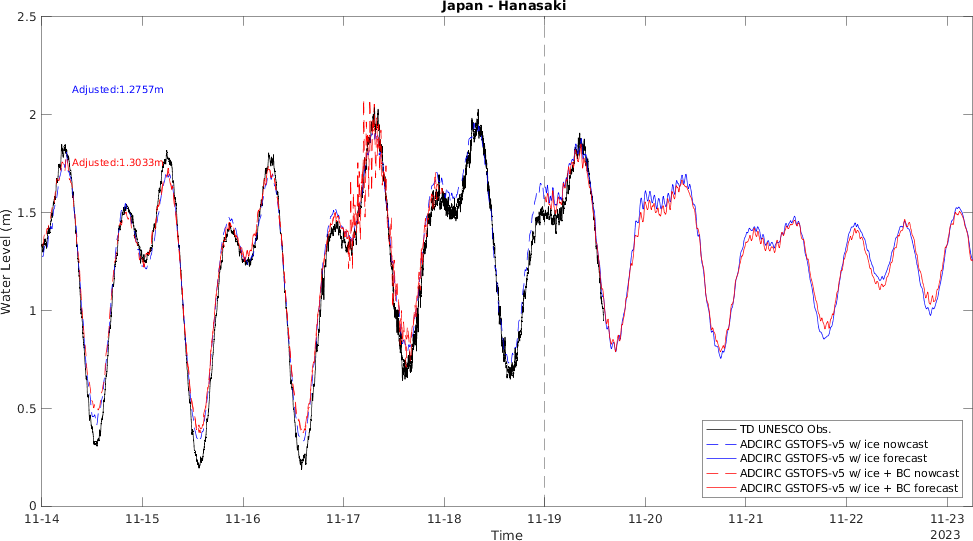 Japan - Hanasaki
2.5
2
1.5
1
0.5
0
Water Level (m)
Adjusted:1.2757m
Adjusted:1.3033m
TD UNESCO Obs.
ADCIRC GSTOFS-v5 w/ ice nowcast
ADCIRC GSTOFS-v5 w/ ice forecast
ADCIRC GSTOFS-v5 w/ ice + BC nowcast
ADCIRC GSTOFS-v5 w/ ice + BC forecast
11-14 11-15 11-16 11-17 11-18 11-19 11-20 11-21 11-22 11-23
Time
2023